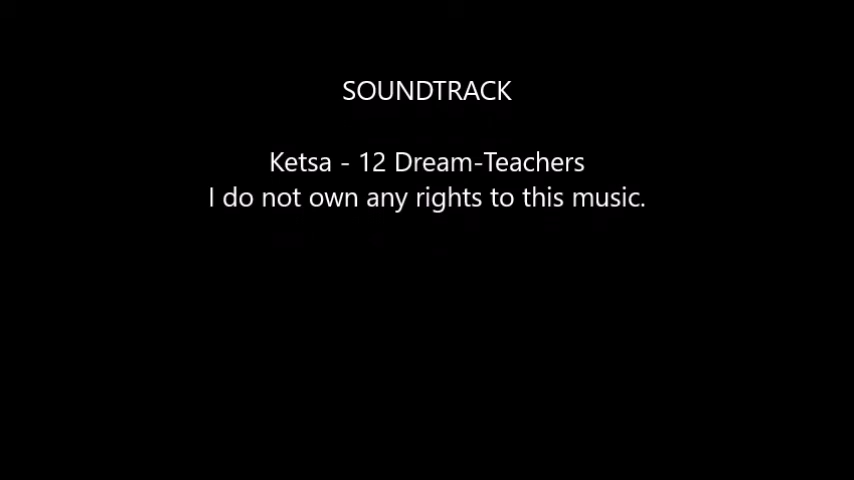 SOUNDTRACK
Ketsa - 12 Dream-Teachers
I do not own any rights to this music.